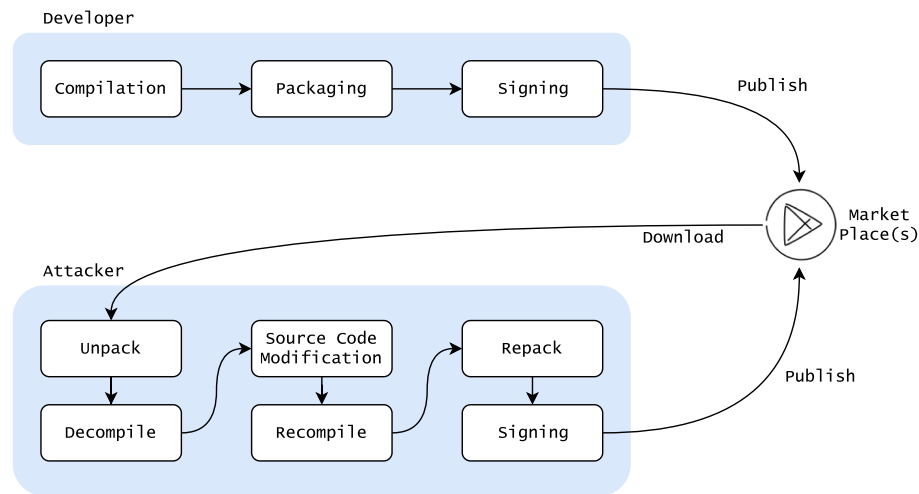 Developer
Compilation
Packaging
Signing
Publish
Market
Place(s)
Download
Attacker
Unpack
Source Code
Modification
Repack
Publish
Decompile
Recompile
Signing